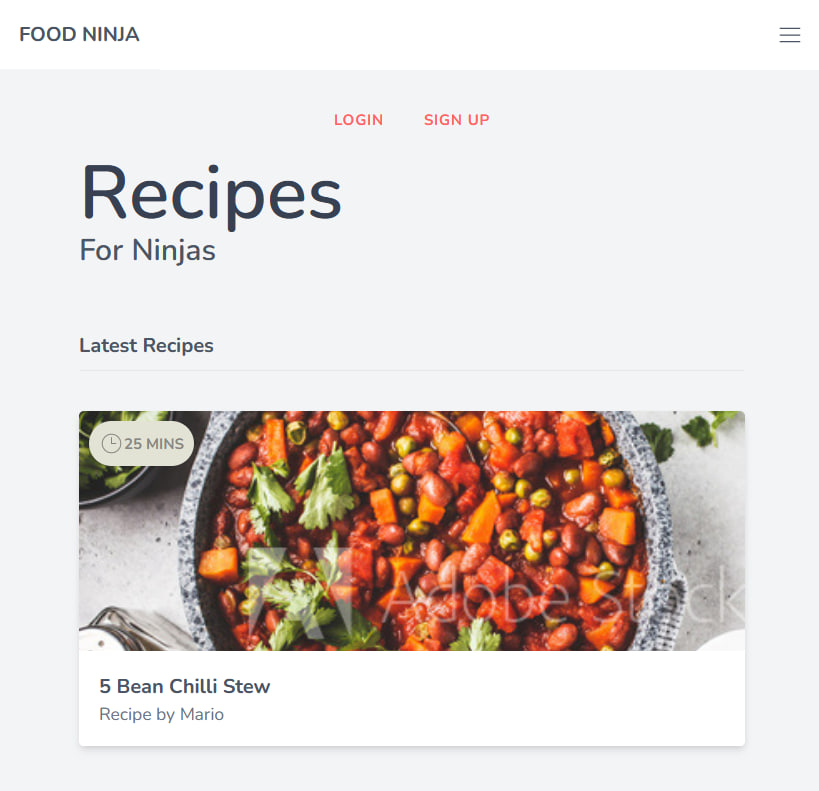 FOOD NINJA
LOGIN SIGN UP
Recipes
For Ninjas
Latest Recipes
25 MINS
Adobe Stock
5 Bean Chilli Stew
Recipe by Mario